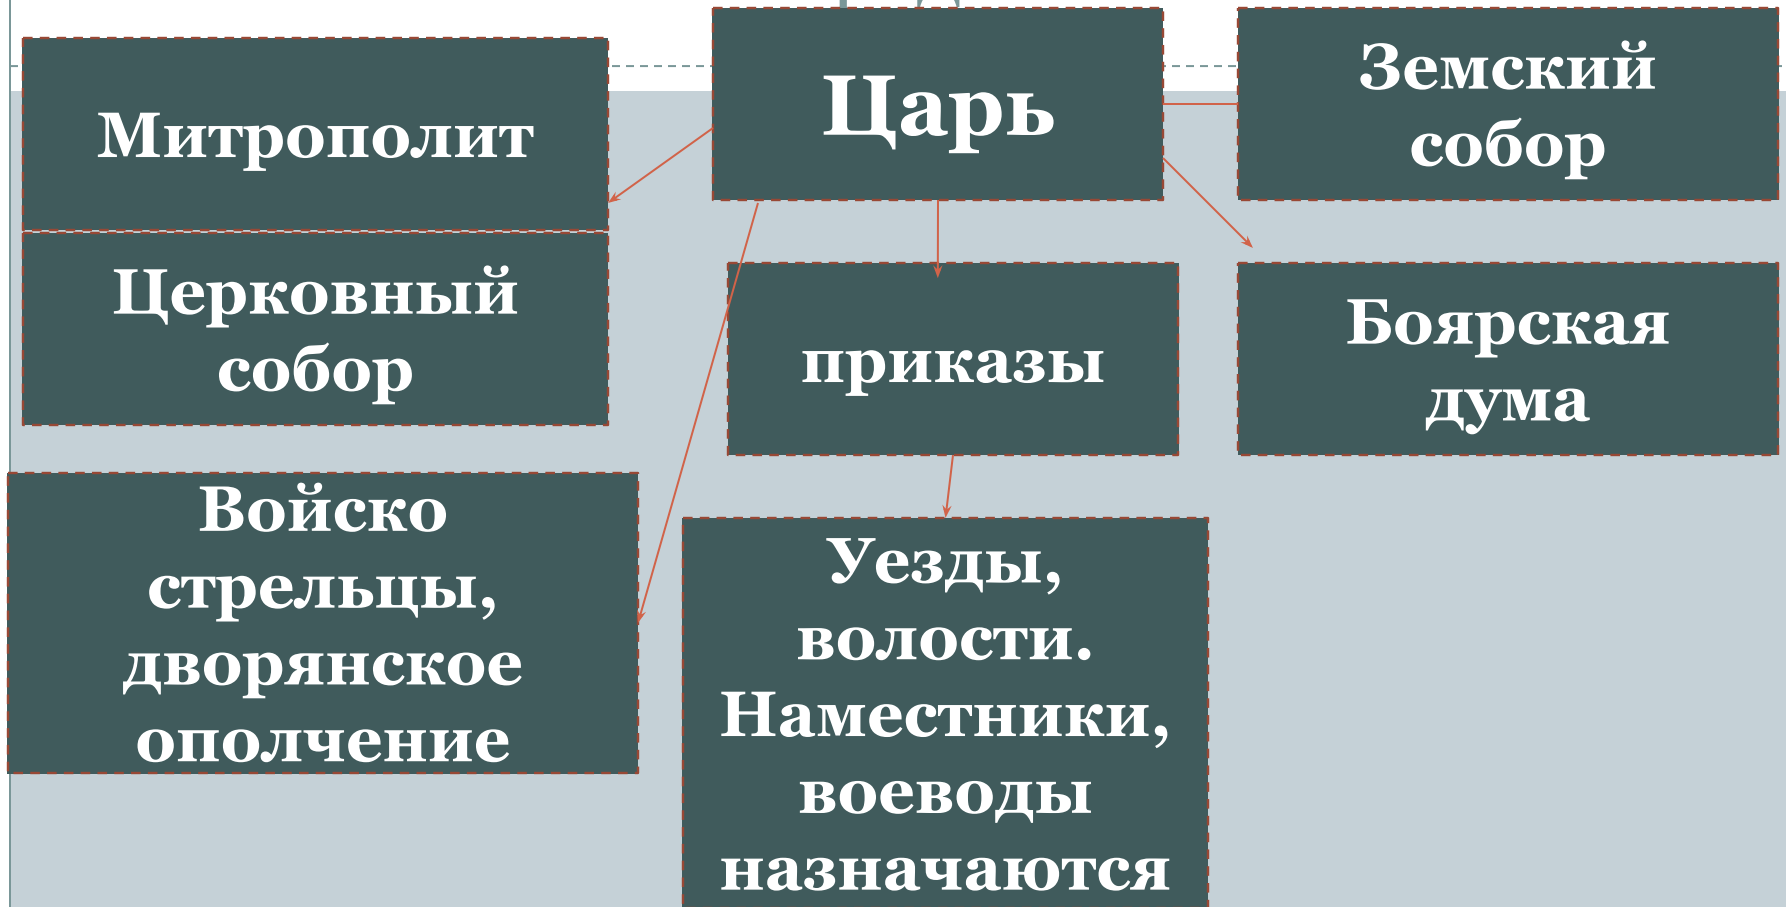 Митрополит
Церковный
собор
Царь
Земский
собор
приказы
Боярская
дума
Войско
стрельцы,
дворянское
ополчение
Уезды,
волости.
Наместники,
воеводы
назначаются